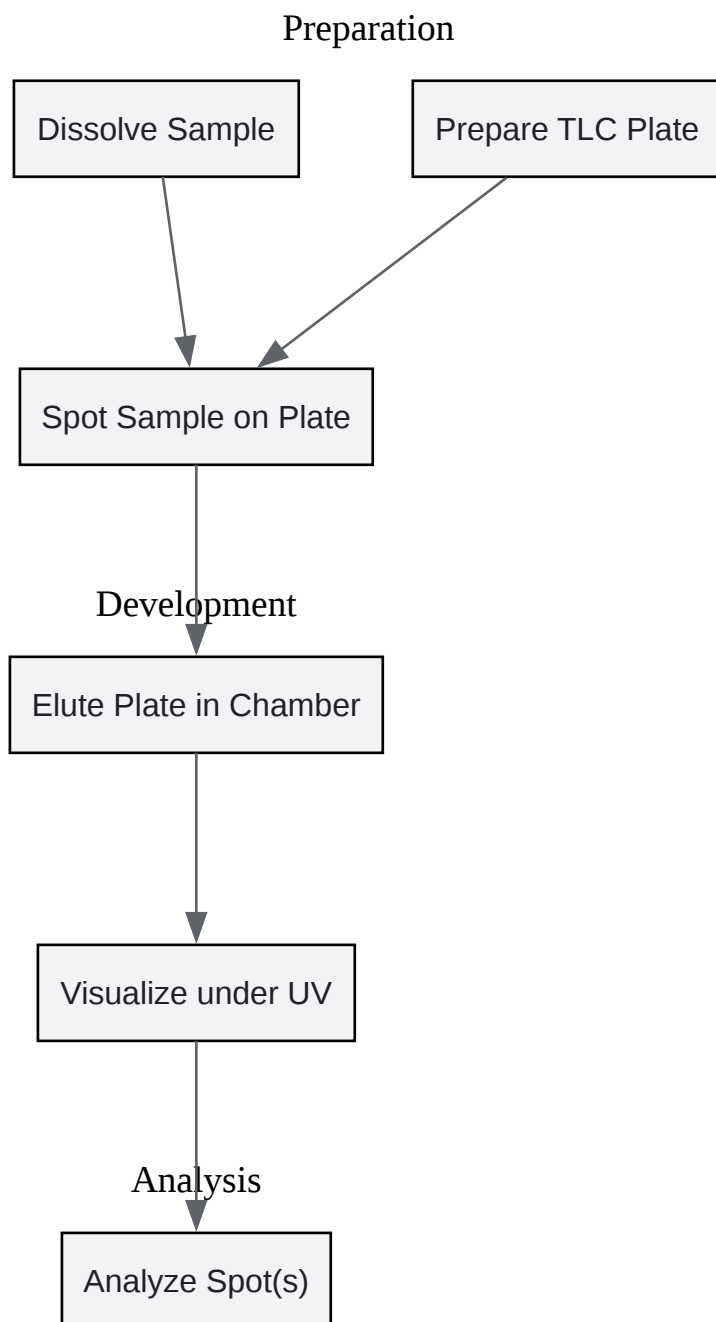 Preparation
Dissolve Sample
Prepare TLC Plate
Spot Sample on Plate
Development
Elute Plate in Chamber
Visualize under UV
Analysis
Analyze Spot(s)